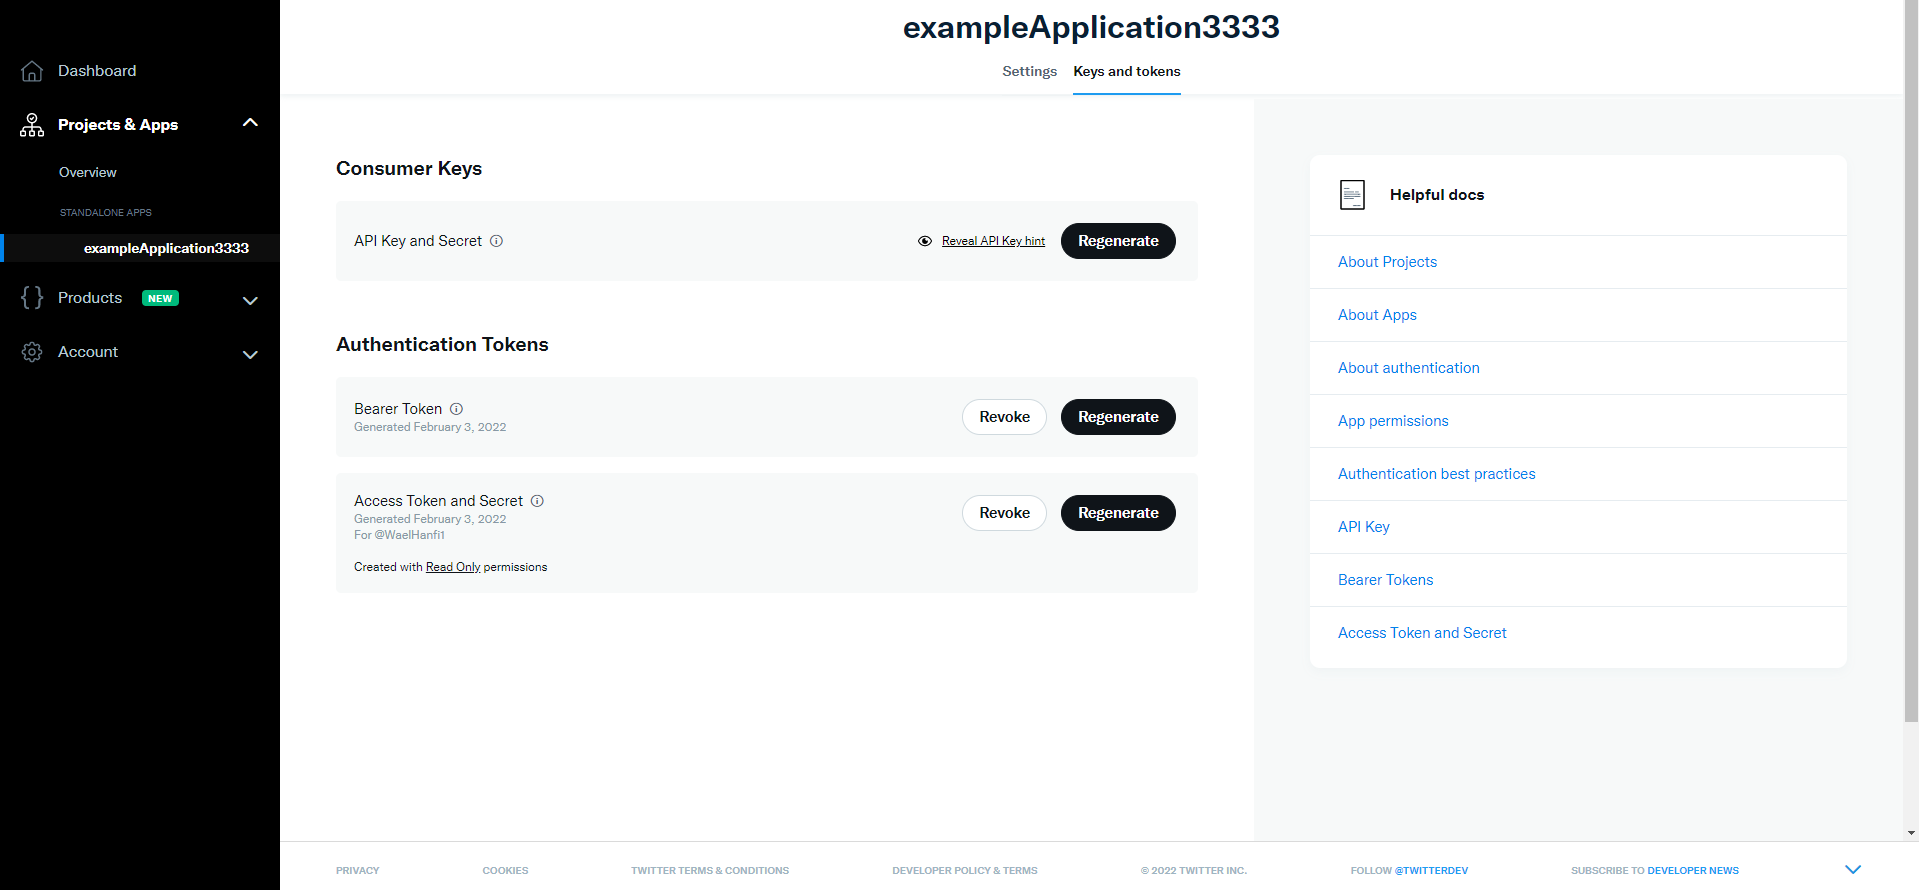 exampleApplication3333
Settings
Keys and tokens
Dashboard
Projects & Apps
Overview
STANDALONE APPS
exampleApplication3333
Products NEW
Account
Consumer Keys
API Key and Secret
Reveal API Key hint
Regenerate
Authentication Tokens
Bearer Token
Generated February 3, 2022
Revoke
Regenerate
Access Token and Secret
Generated February 3, 2022
For @WaelHanfi1
Created with Read Only permissions
Revoke
Regenerate
Helpful docs
About Projects
About Apps
About authentication
App permissions
Authentication best practices
API Key
Bearer Tokens
Access Token and Secret
PRIVACY
COOKIES
TWITTER TERMS & CONDITIONS
DEVELOPER POLICY & TERMS
© 2022 TWITTER INC.
FOLLOW @TWITTERDEV
SUBSCRIBE TO DEVELOPER NEWS